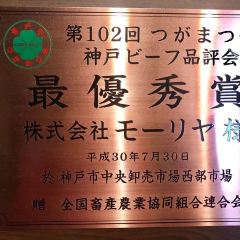 第102回 つがまつ
神戸ビーフ品評会
最優秀賞
株式会社 モーリヤ 様
平成30年7月30日
於 神戸市中央卸売市場西部市場
贈 全国畜産農業協同組合連合会